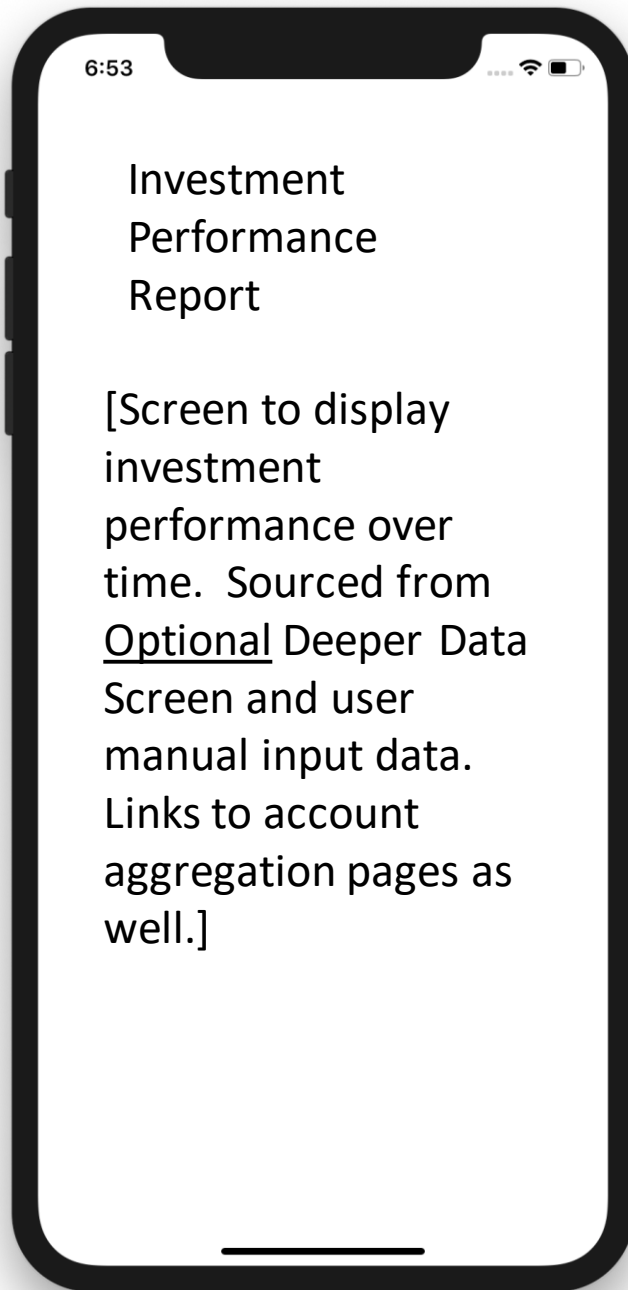 6:53
Investment
Performance
Report
[Screen to display
investment
performance over
time.  Sourced from
Optional Deeper Data
Screen and user
manual input data.
Links to account
aggregation pages as
well.]